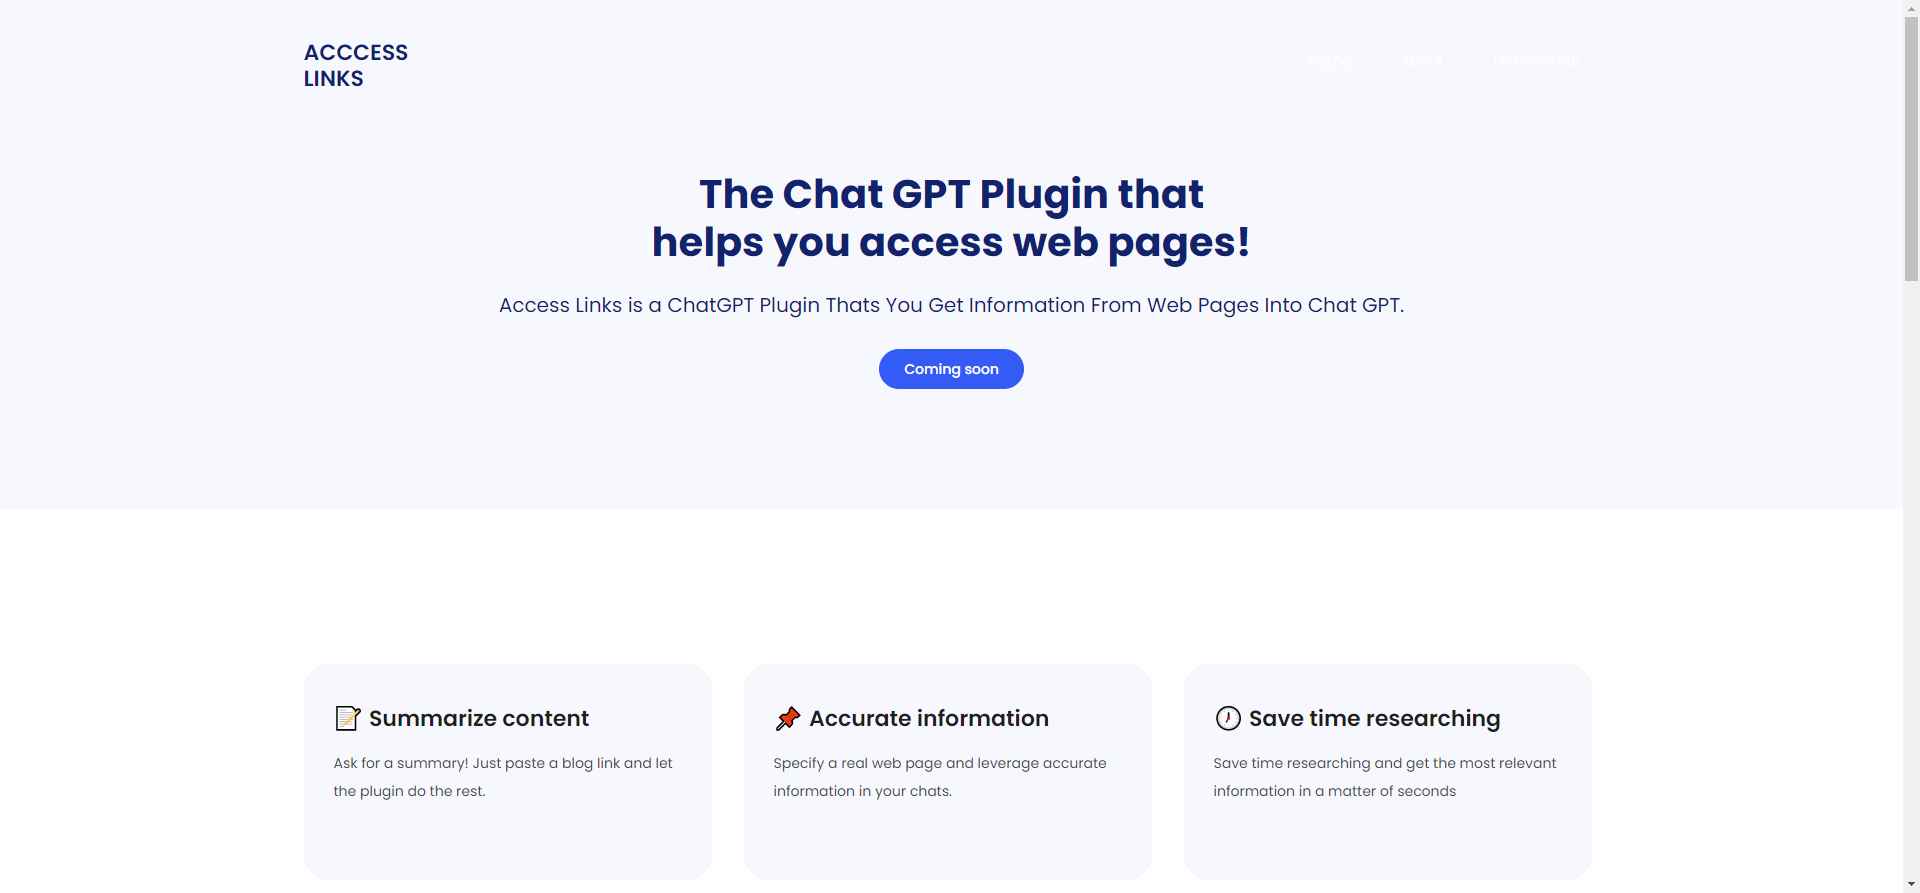 ACCCESS
LINKS
The Chat GPT Plugin that
helps you access web pages!
Access Links is a ChatGPT Plugin Thats You Get Information From Web Pages Into Chat GPT.
Coming soon
Summarize content
Ask for a summary! Just paste a blog link and let
the plugin do the rest.
Accurate information
Specify a real web page and leverage accurate
information in your chats.
Save time researching
Save time researching and get the most relevant
information in a matter of seconds